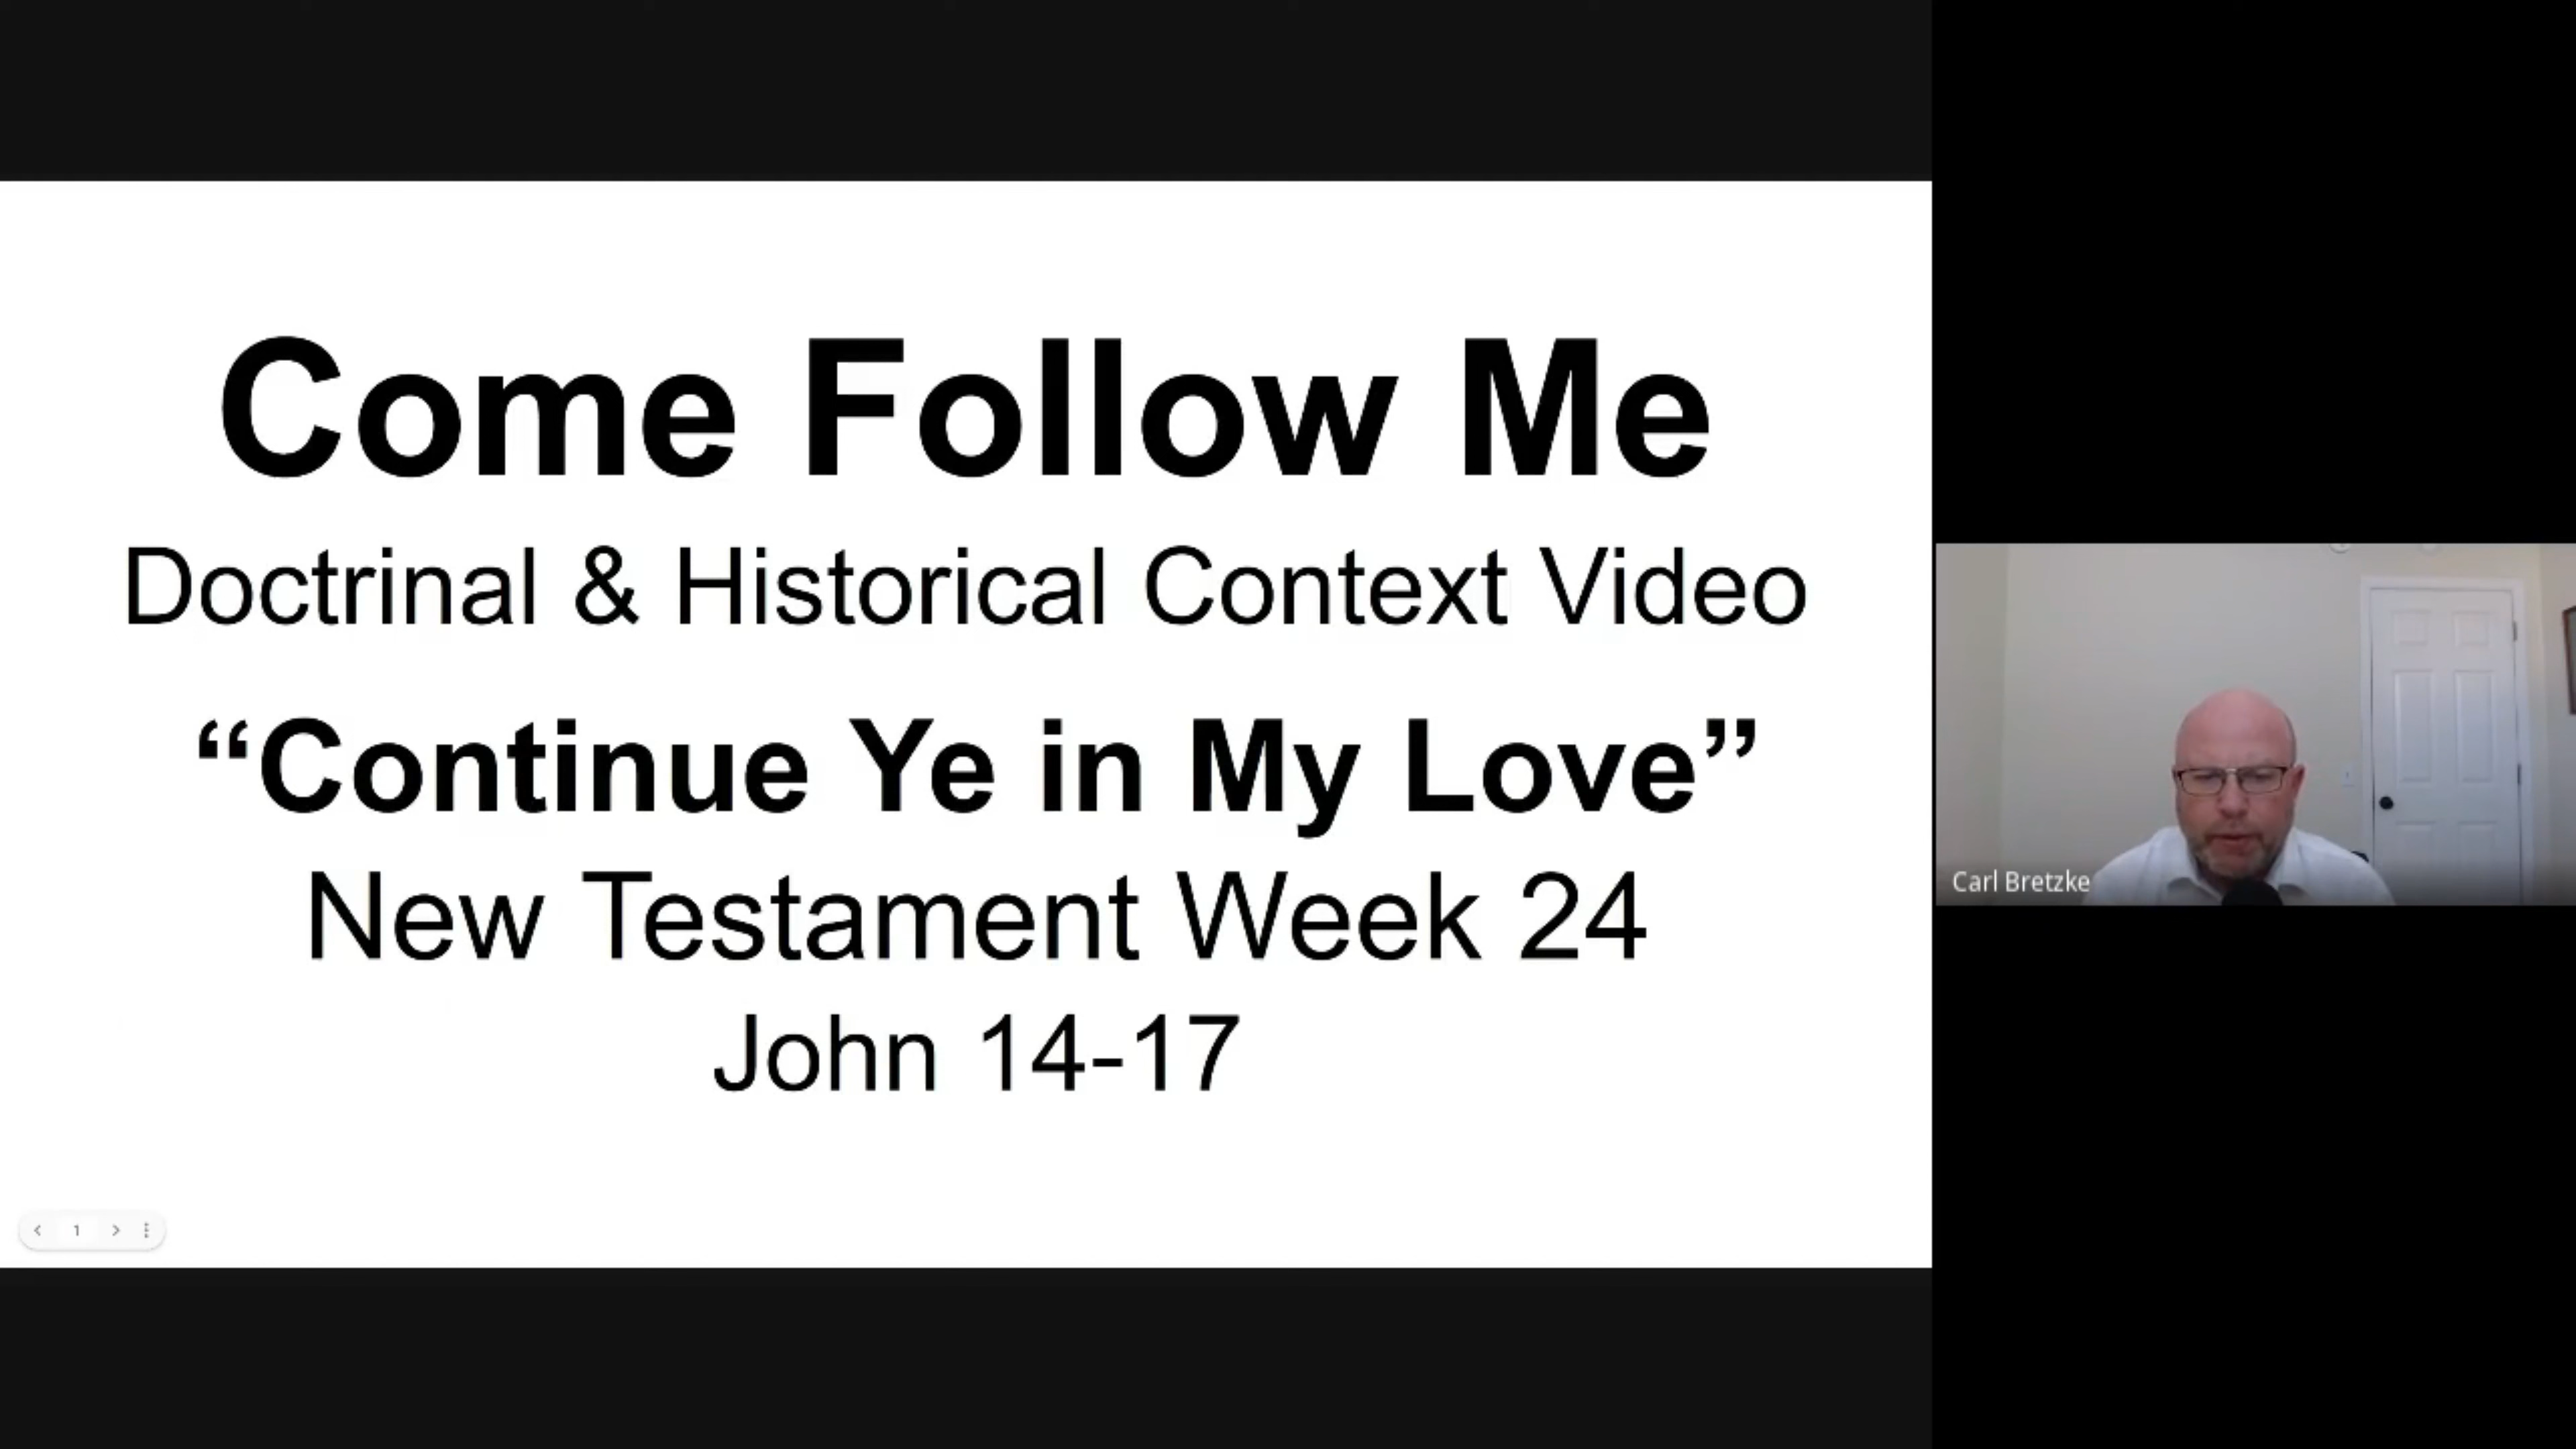 Come Follow Me
Doctrinal & Historical Context Video
“Continue Ye in My Love”
New Testament Week 24
John 14-17
1
Carl Bretzke